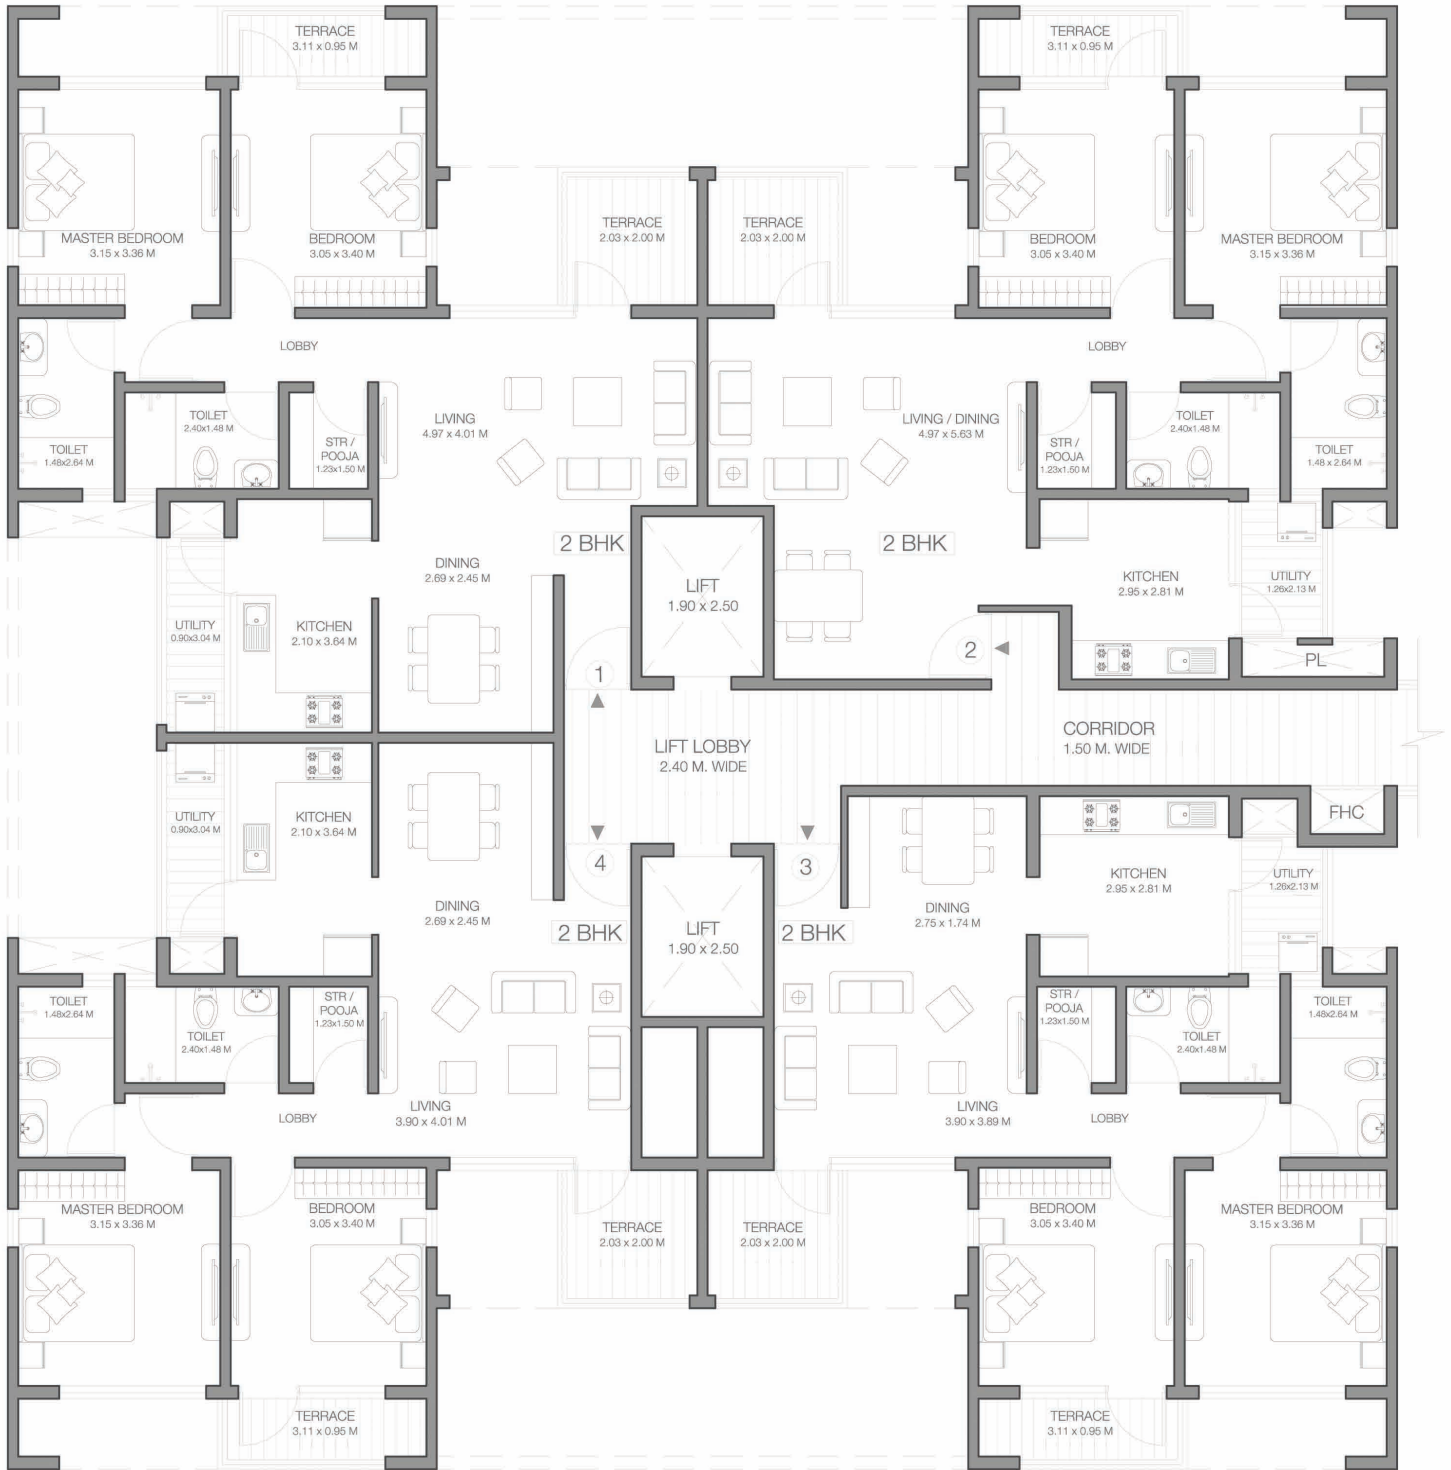 TERRACE
3.11 x 0.95 M
TERRACE
3.11 x 0.95 M
MASTER BEDROOM
3.15 x 3.36 M
BEDROOM
3.05 x 3.40 M
TERRACE
2.03 x 2.00 M
TERRACE
2.03 x 2.00 M
BEDROOM
3.05 x 3.40 M
MASTER BEDROOM
3.15 x 3.36 M
LOBBY
LOBBY
TOILET
1.48x2.64 M
TOILET
2.40x1.48 M
STR /
POOJA
1.23x1.50 M
LIVING
4.97 x 4.01 M
LIVING / DINING
4.97 x 5.63 M
STR /
POOJA
1.23x1.50 M
TOILET
2.40x1.48 M
TOILET
1.48 x 2.64 M
2 BHK
2 BHK
DINING
2.69 x 2.45 M
LIFT
1.90 x 2.50
KITCHEN
2.95 x 2.81 M
UTILITY
1.26x2.13 M
UTILITY
0.90x3.04 M
KITCHEN
2.10 x 3.64 M
1
2
PL
LIFT LOBBY
2.40 M. WIDE
CORRIDOR
1.50 M. WIDE
UTILITY
0.90x3.04 M
KITCHEN
2.10 x 3.64 M
FHC
4
3
DINING
2.69 x 2.45 M
2 BHK
LIFT
1.90 x 2.50
2 BHK
DINING
2.75 x 1.74 M
KITCHEN
2.95 x 2.81 M
UTILITY
1.26x2.13 M
TOILET
1.48x2.64 M
TOILET
2.40x1.48 M
STR /
POOJA
1.23x1.50 M
STR /
POOJA
1.23x1.50 M
TOILET
2.40x1.48 M
TOILET
1.48x2.64 M
LOBBY
LIVING
3.90 x 4.01 M
LIVING
3.90 x 3.89 M
LOBBY
MASTER BEDROOM
3.15 x 3.36 M
BEDROOM
3.05 x 3.40 M
TERRACE
2.03 x 2.00 M
TERRACE
2.03 x 2.00 M
BEDROOM
3.05 x 3.40 M
MASTER BEDROOM
3.15 x 3.36 M
TERRACE
3.11 x 0.95 M
TERRACE
3.11 x 0.95 M